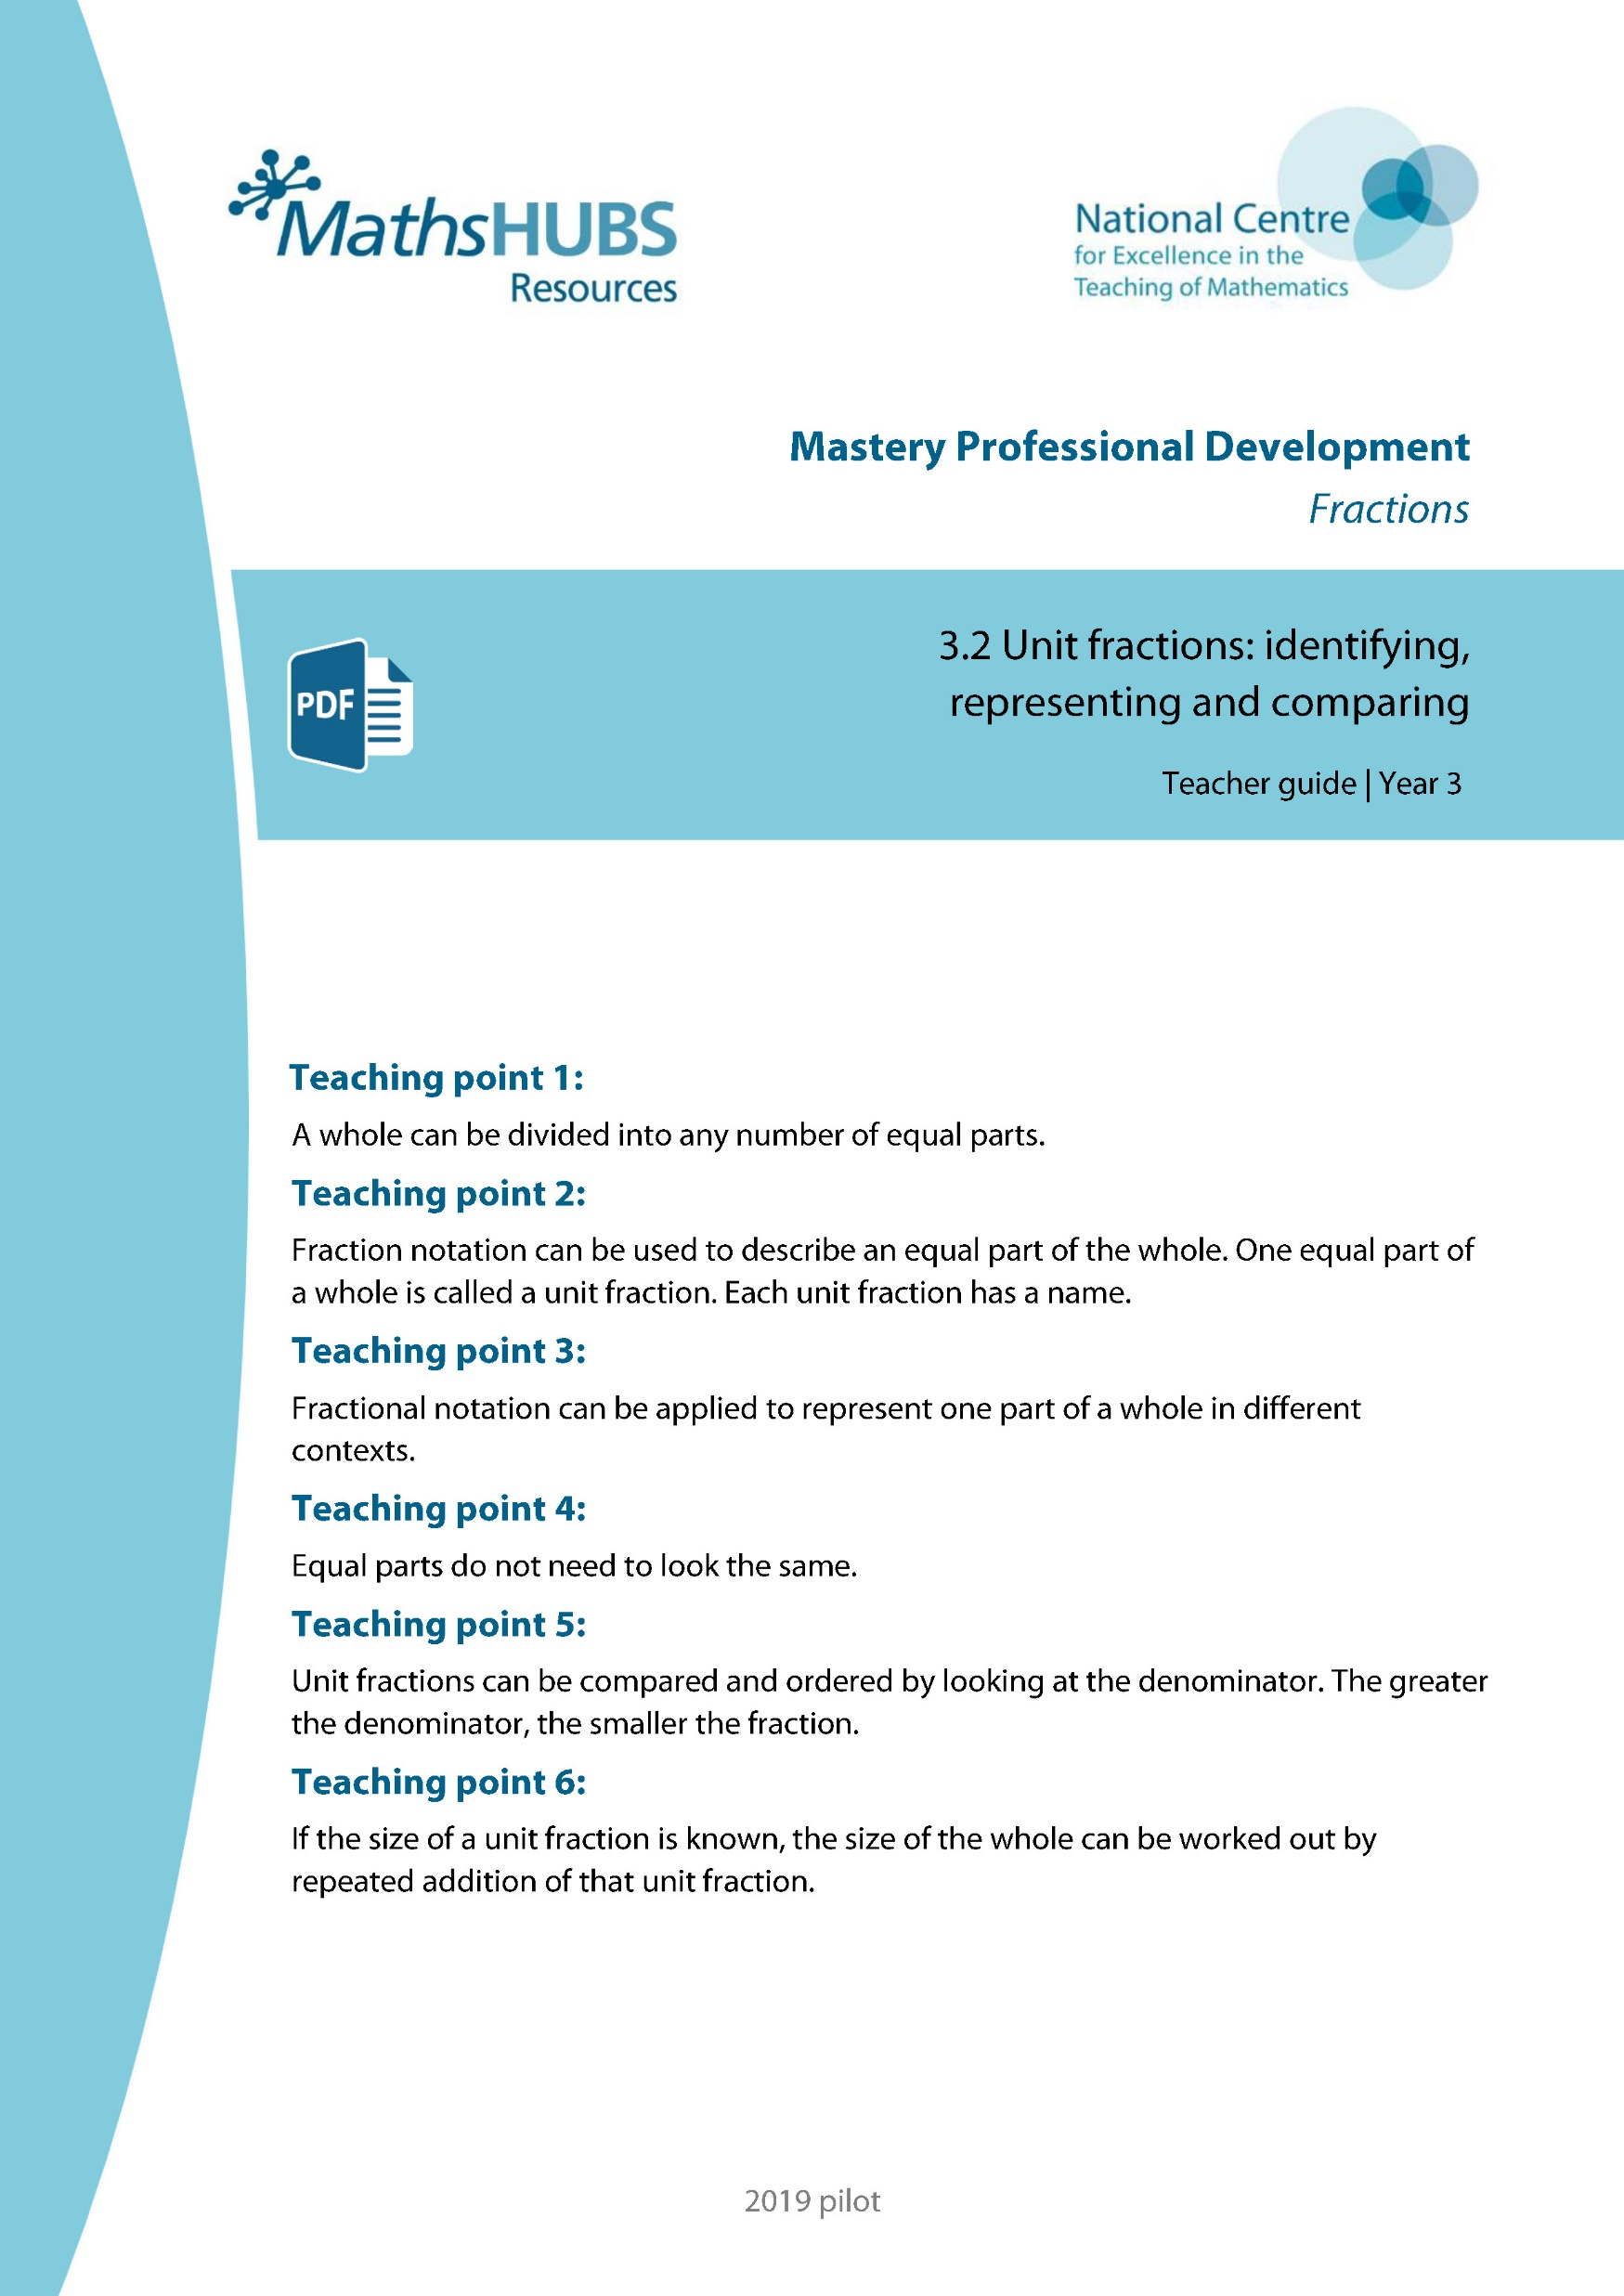 MathsHUBS
Resources
National Centre
for Excellence in the
Teaching of Mathematics
Mastery Professional Development
Fractions
PDF
3.2 Unit fractions: identifying,
representing and comparing
Teacher guide | Year 3
Teaching point 1:
A whole can be divided into any number of equal parts.
Teaching point 2:
Fraction notation can be used to describe an equal part of the whole. One equal part of
a whole is called a unit fraction. Each unit fraction has a name.
Teaching point 3:
Fractional notation can be applied to represent one part of a whole in different
contexts.
Teaching point 4:
Equal parts do not need to look the same.
Teaching point 5:
Unit fractions can be compared and ordered by looking at the denominator. The greater
the denominator, the smaller the fraction.
Teaching point 6:
If the size of a unit fraction is known, the size of the whole can be worked out by
repeated addition of that unit fraction.
2019 pilot